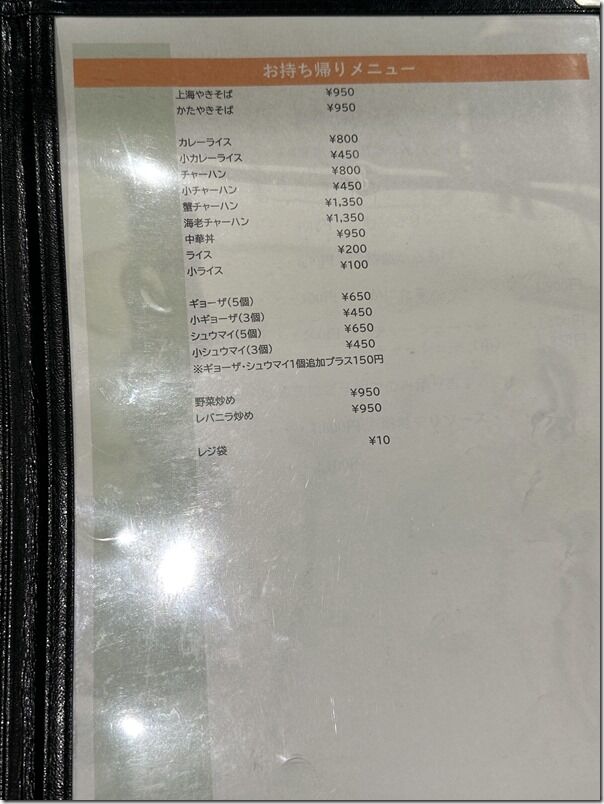 お持ち帰りメニュー
上海やきそば ¥950
かたやきそば ¥950
カレーライス ¥800
小カレーライス ¥450
チャーハン ¥800
小チャーハン ¥450
蟹チャーハン ¥1,350
海老チャーハン ¥1,350
中華丼 ¥950
ライス ¥200
小ライス ¥100
ギョーザ(5個) ¥650
小ギョーザ(3個) ¥450
シュウマイ(5個) ¥650
小シュウマイ(3個) ¥450
※ギョーザ・シュウマイ1個追加プラス150円
野菜炒め ¥950
レバニラ炒め ¥950
レジ袋 ¥10